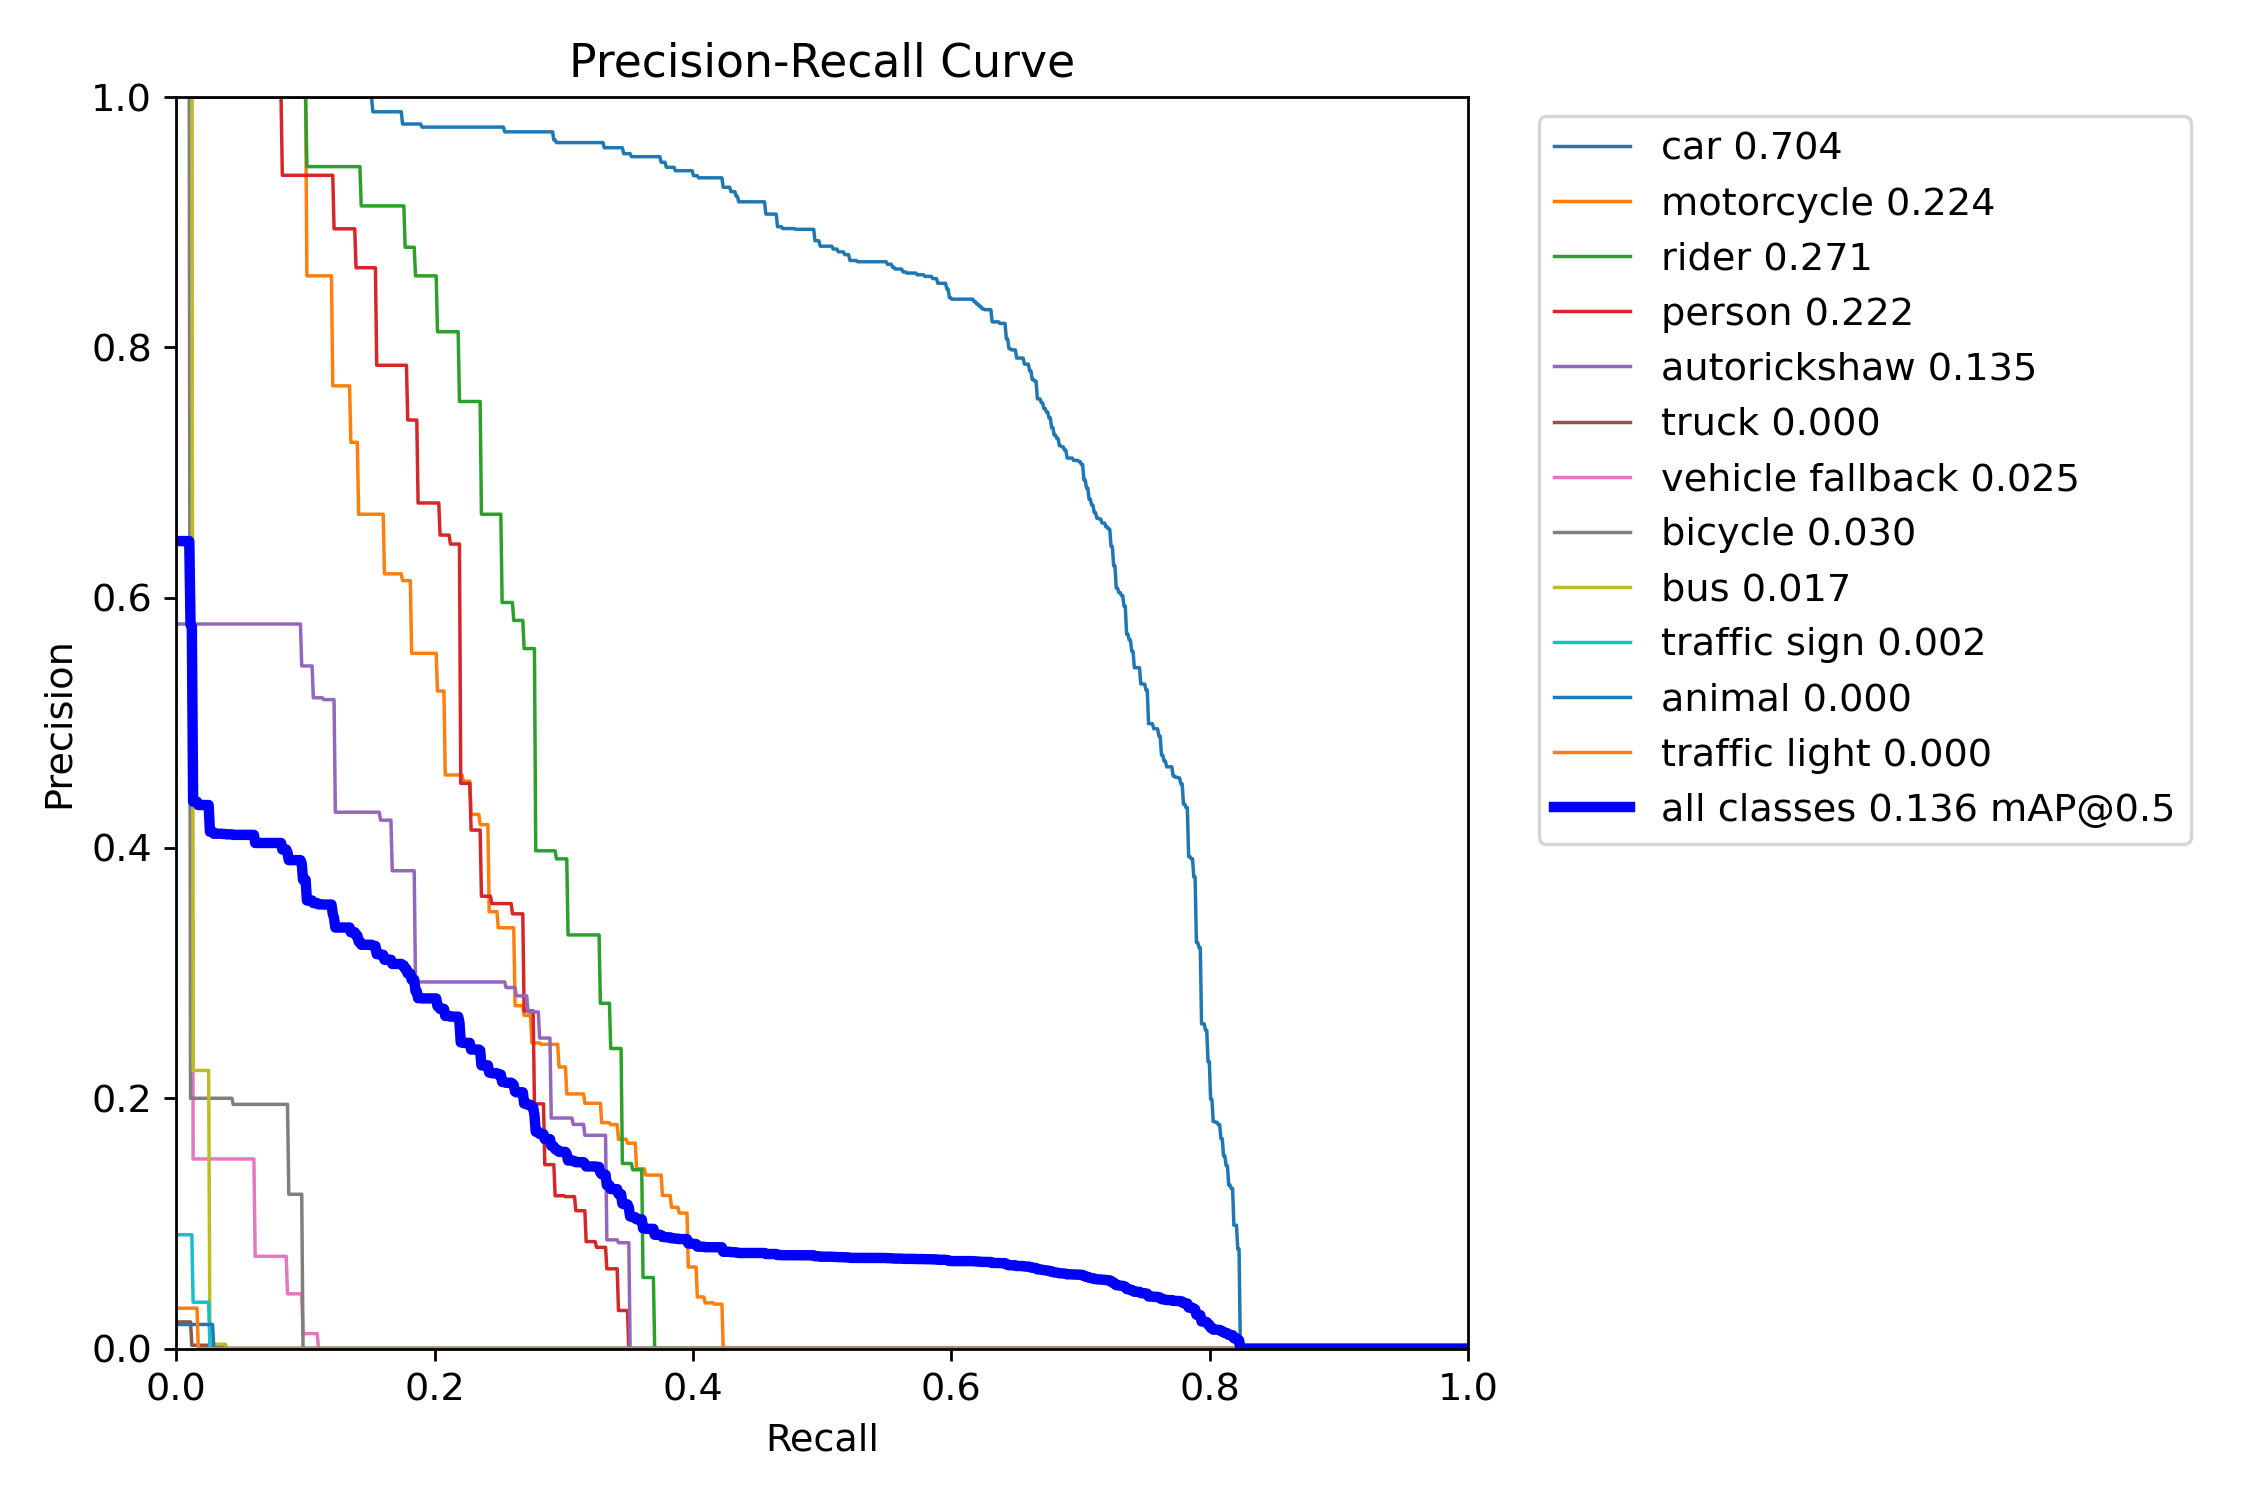 Precision-Recall Curve
1.0
0.8
0.6
0.4
0.2
0.0
Precision
0.0 0.2 0.4 0.6 0.8 1.0
Recall
car 0.704
motorcycle 0.224
rider 0.271
person 0.222
autorickshaw 0.135
truck 0.000
vehicle fallback 0.025
bicycle 0.030
bus 0.017
traffic sign 0.002
animal 0.000
traffic light 0.000
all classes 0.136 mAP@0.5